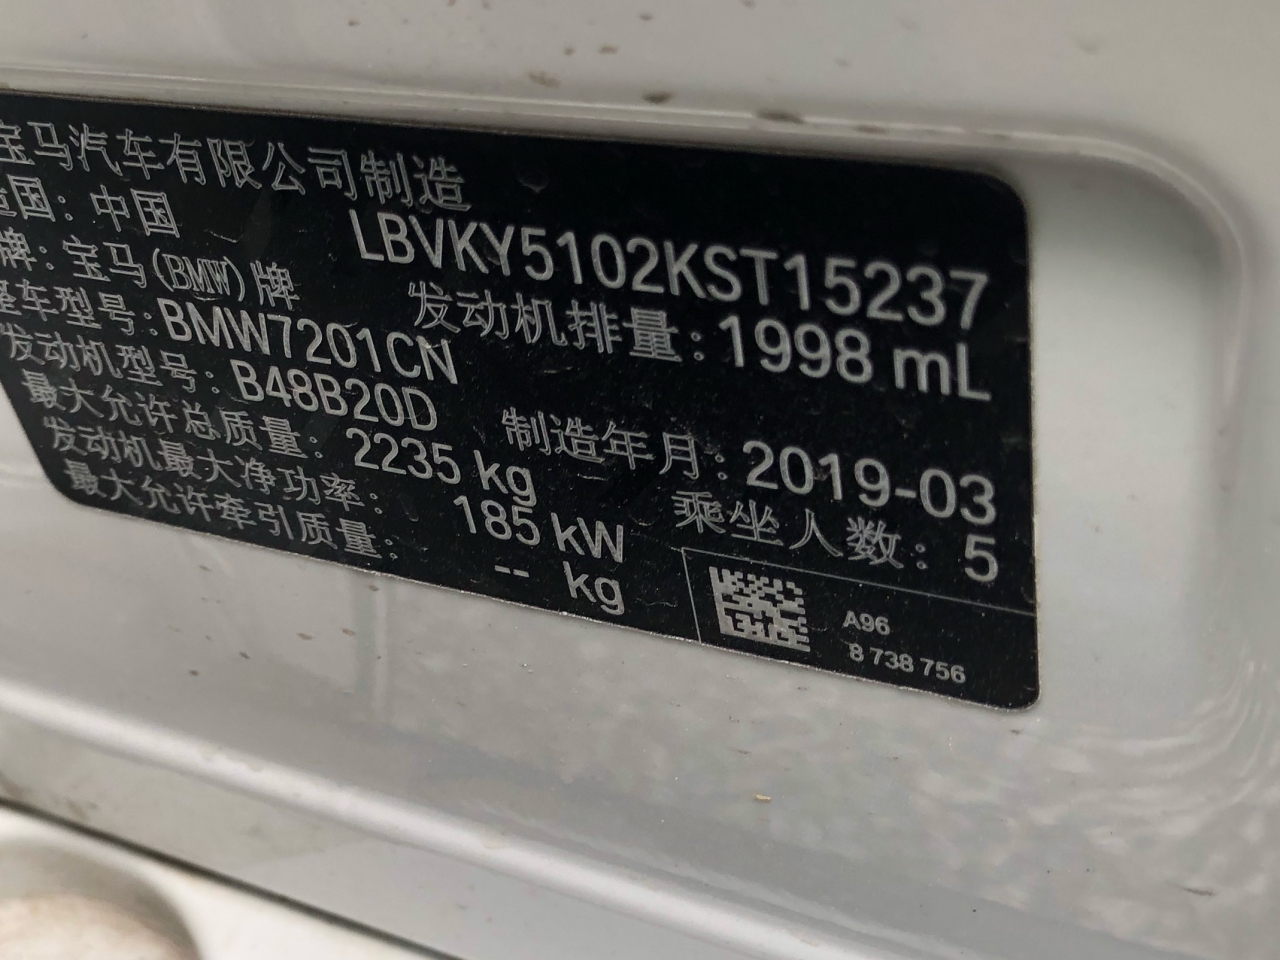 宝马汽车有限公司制造
造国: 中国
LBVKY5102KST15237
牌: 宝马(BMW)牌
发动机排量: 1998 mL
整车型号: BMW7201CN
发动机型号: B48B20D
制造年月: 2019-03
最大允许总质量: 2235 kg
乘坐人数: 5
发动机最大净功率: 185 kW
最大允许牵引质量: -- kg
A96
8 738 756